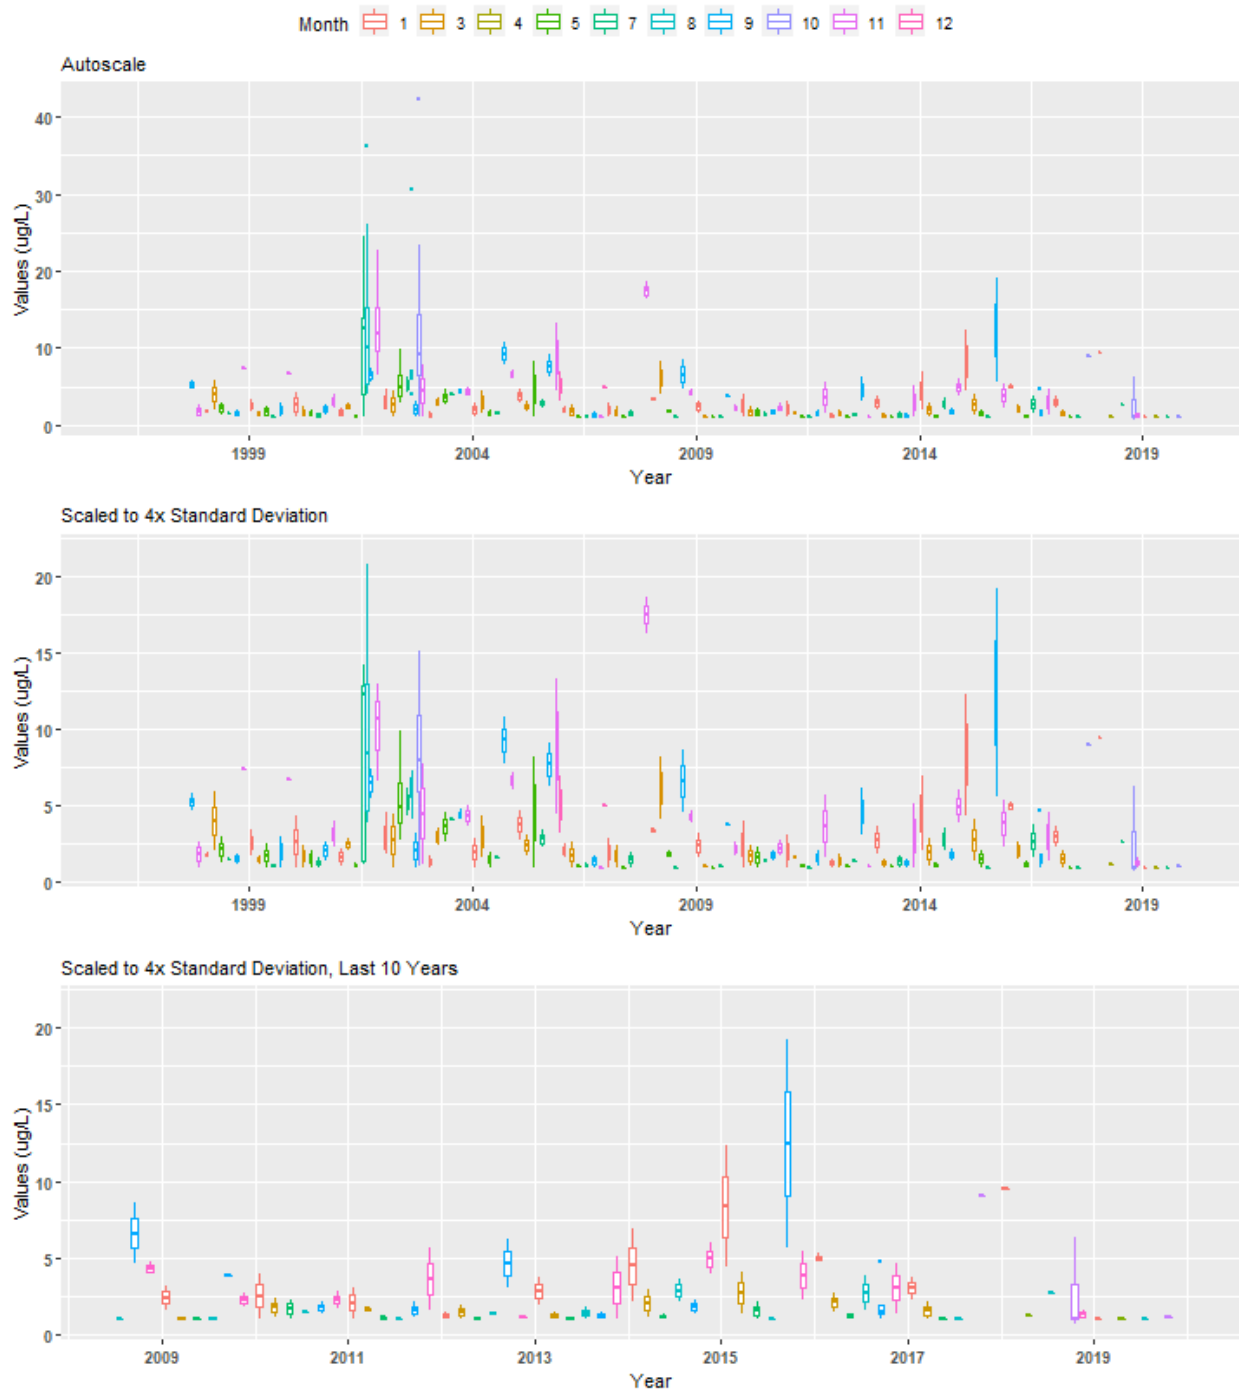 Month 1 3 4 5 7 8 9 10 11 12
Autoscale
40
30
20
10
0
Values (ug/L)
1999 2004 2009 2014 2019
Year
Scaled to 4x Standard Deviation
20
15
10
5
0
Values (ug/L)
1999 2004 2009 2014 2019
Year
Scaled to 4x Standard Deviation, Last 10 Years
20
15
10
5
0
Values (ug/L)
2009 2011 2013 2015 2017 2019
Year